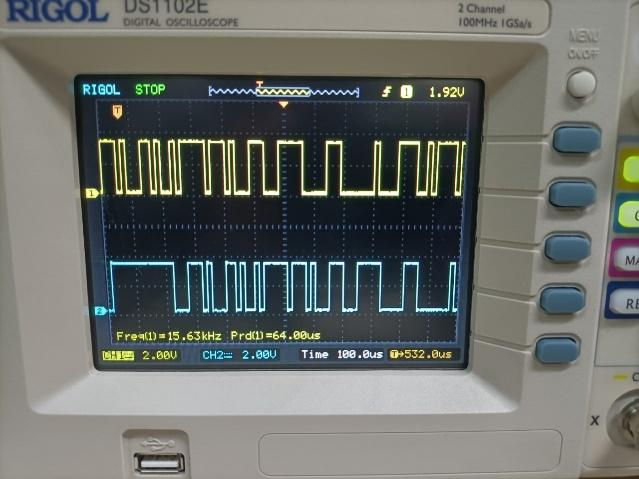 RIGOL DS1102E
DIGITAL OSCILLOSCOPE
2 Channel
100MHz 1GSa/s
MENU
ON/OFF
RIGOL STOP
T
1 1.92V
T
1
2
Freq(1)=15.63kHz Prd(1)=64.00us
CH1 2.00V CH2 2.00V Time 100.0us T→532.0us
X